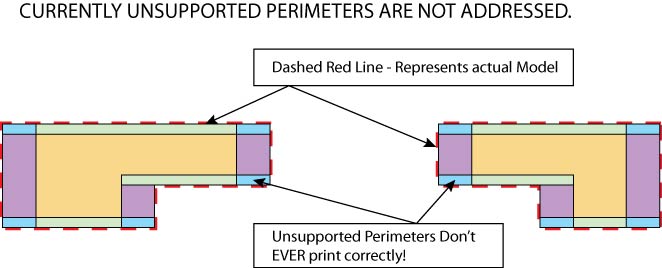 CURRENTLY UNSUPPORTED PERIMETERS ARE NOT ADDRESSED.
Dashed Red Line - Represents actual Model
Unsupported Perimeters Don't
EVER print correctly!